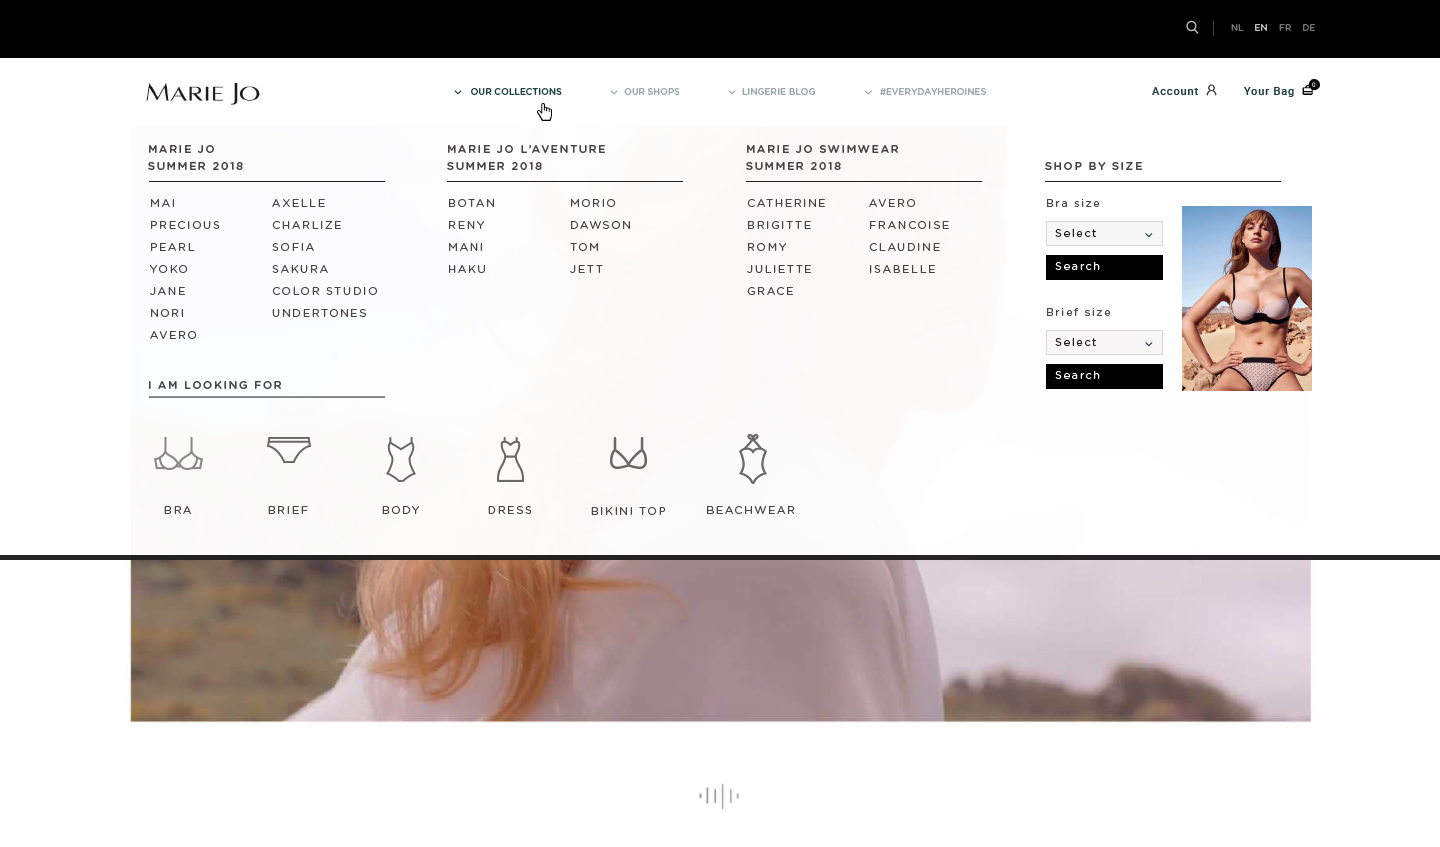 NL EN FR DE
MARIE JO
OUR COLLECTIONS
OUR SHOPS
LINGERIE BLOG
#EVERYDAYHEROINES
Account
Your Bag
0
MARIE JO
SUMMER 2018
MAI
PRECIOUS
PEARL
YOKO
JANE
NORI
AVERO
AXELLE
CHARLIZE
SOFIA
SAKURA
COLOR STUDIO
UNDERTONES
MARIE JO L'AVENTURE
SUMMER 2018
BOTAN
RENY
MANI
HAKU
MORIO
DAWSON
TOM
JETT
MARIE JO SWIMWEAR
SUMMER 2018
CATHERINE
BRIGITTE
ROMY
JULIETTE
GRACE
AVERO
FRANCOISE
CLAUDINE
ISABELLE
SHOP BY SIZE
Bra size
Select
Search
Brief size
Select
Search
I AM LOOKING FOR
BRA
BRIEF
BODY
DRESS
BIKINI TOP
BEACHWEAR